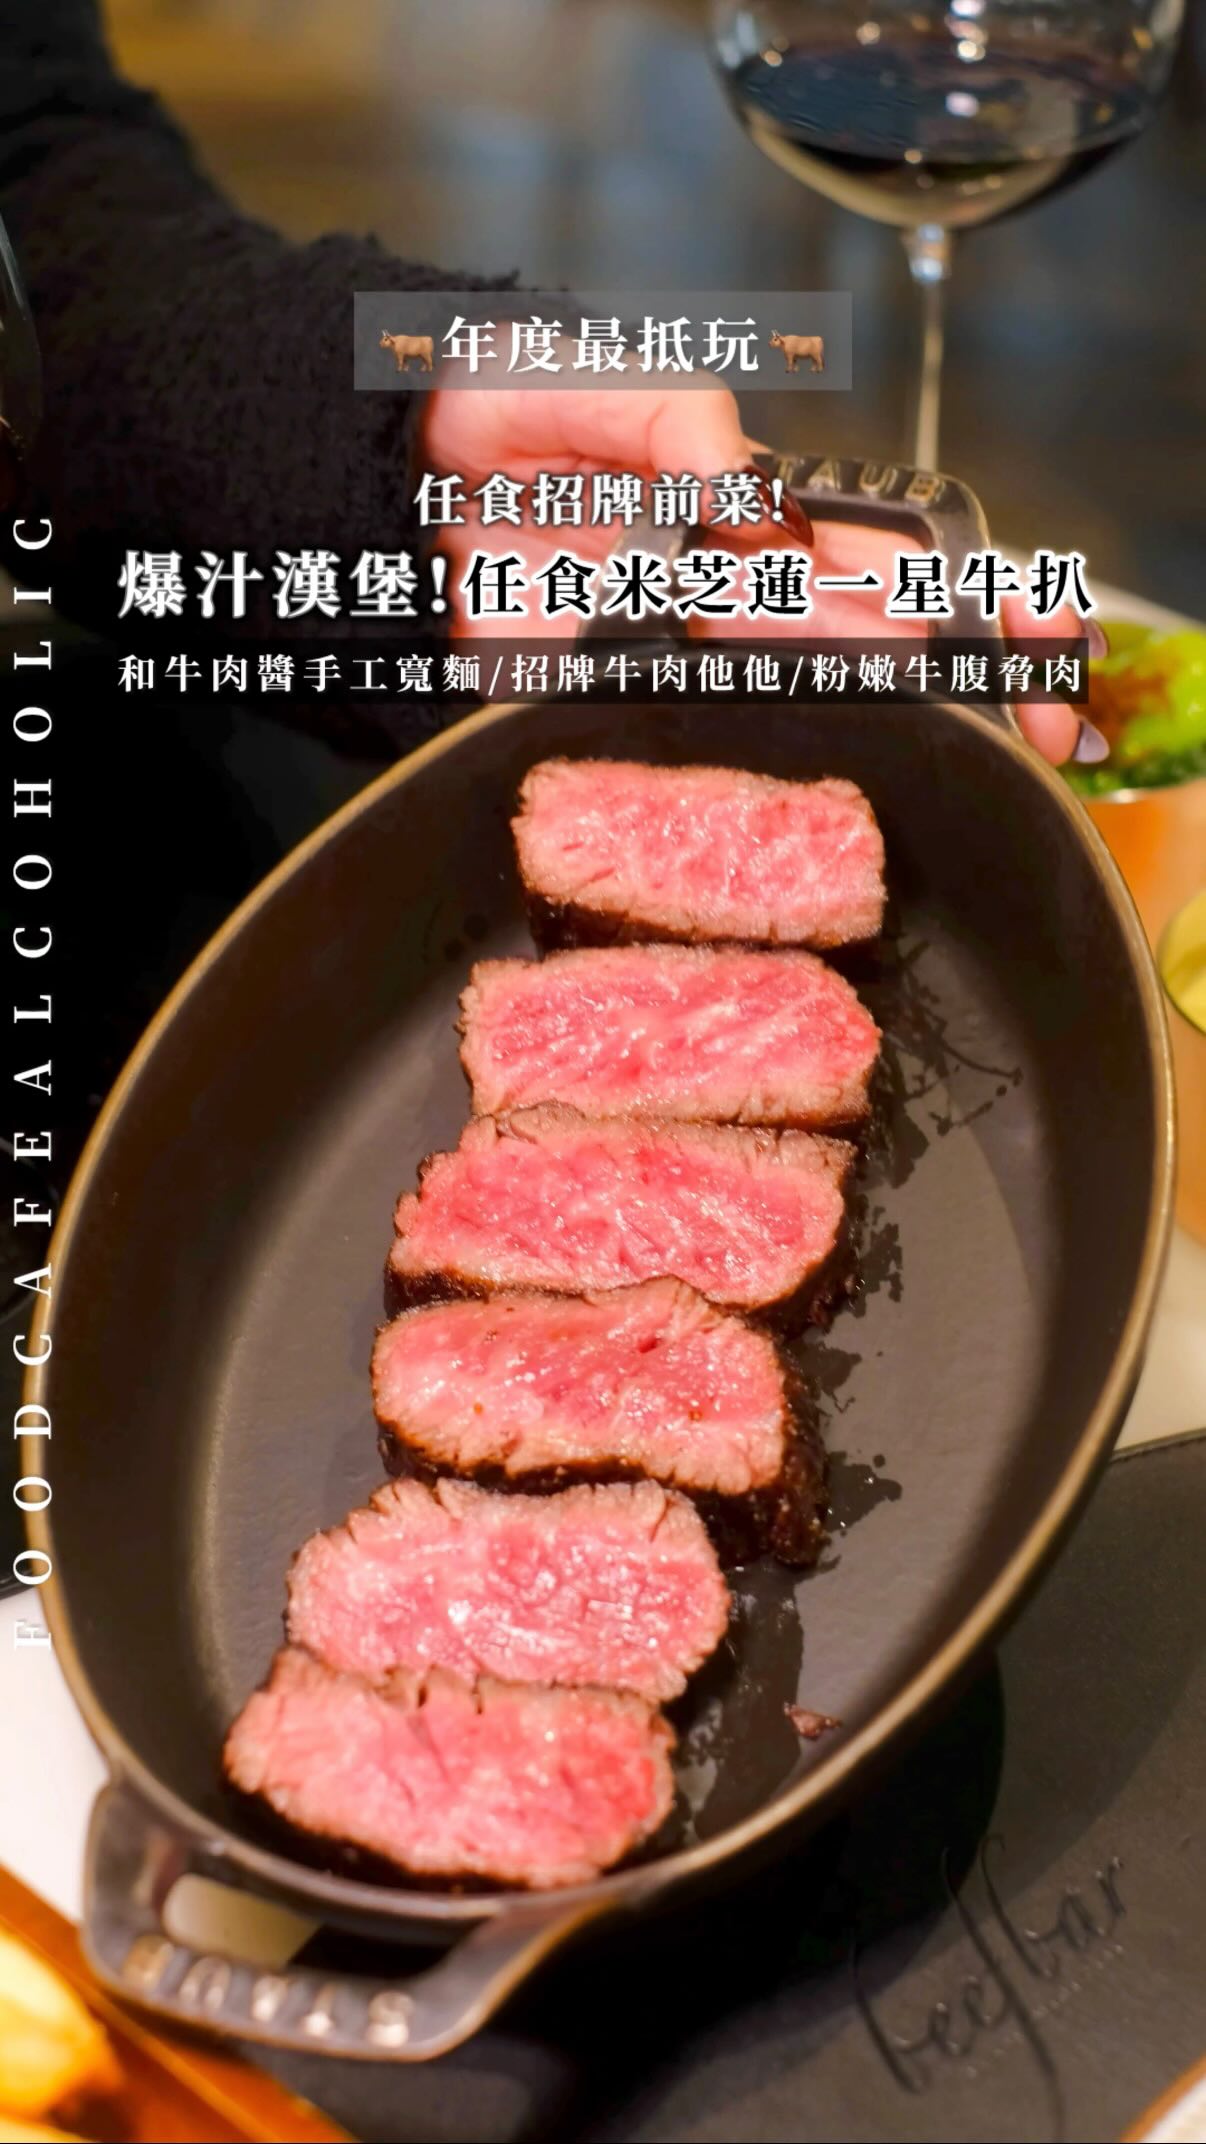 年度最抵玩
任食招牌前菜!
爆汁漢堡!任食米芝蓮一星牛扒
和牛肉醬手工寬麵/招牌牛肉他他/粉嫩牛腹脅肉
FOODCAFEALCOHOLIC
TAUB
STAUB
beefbar